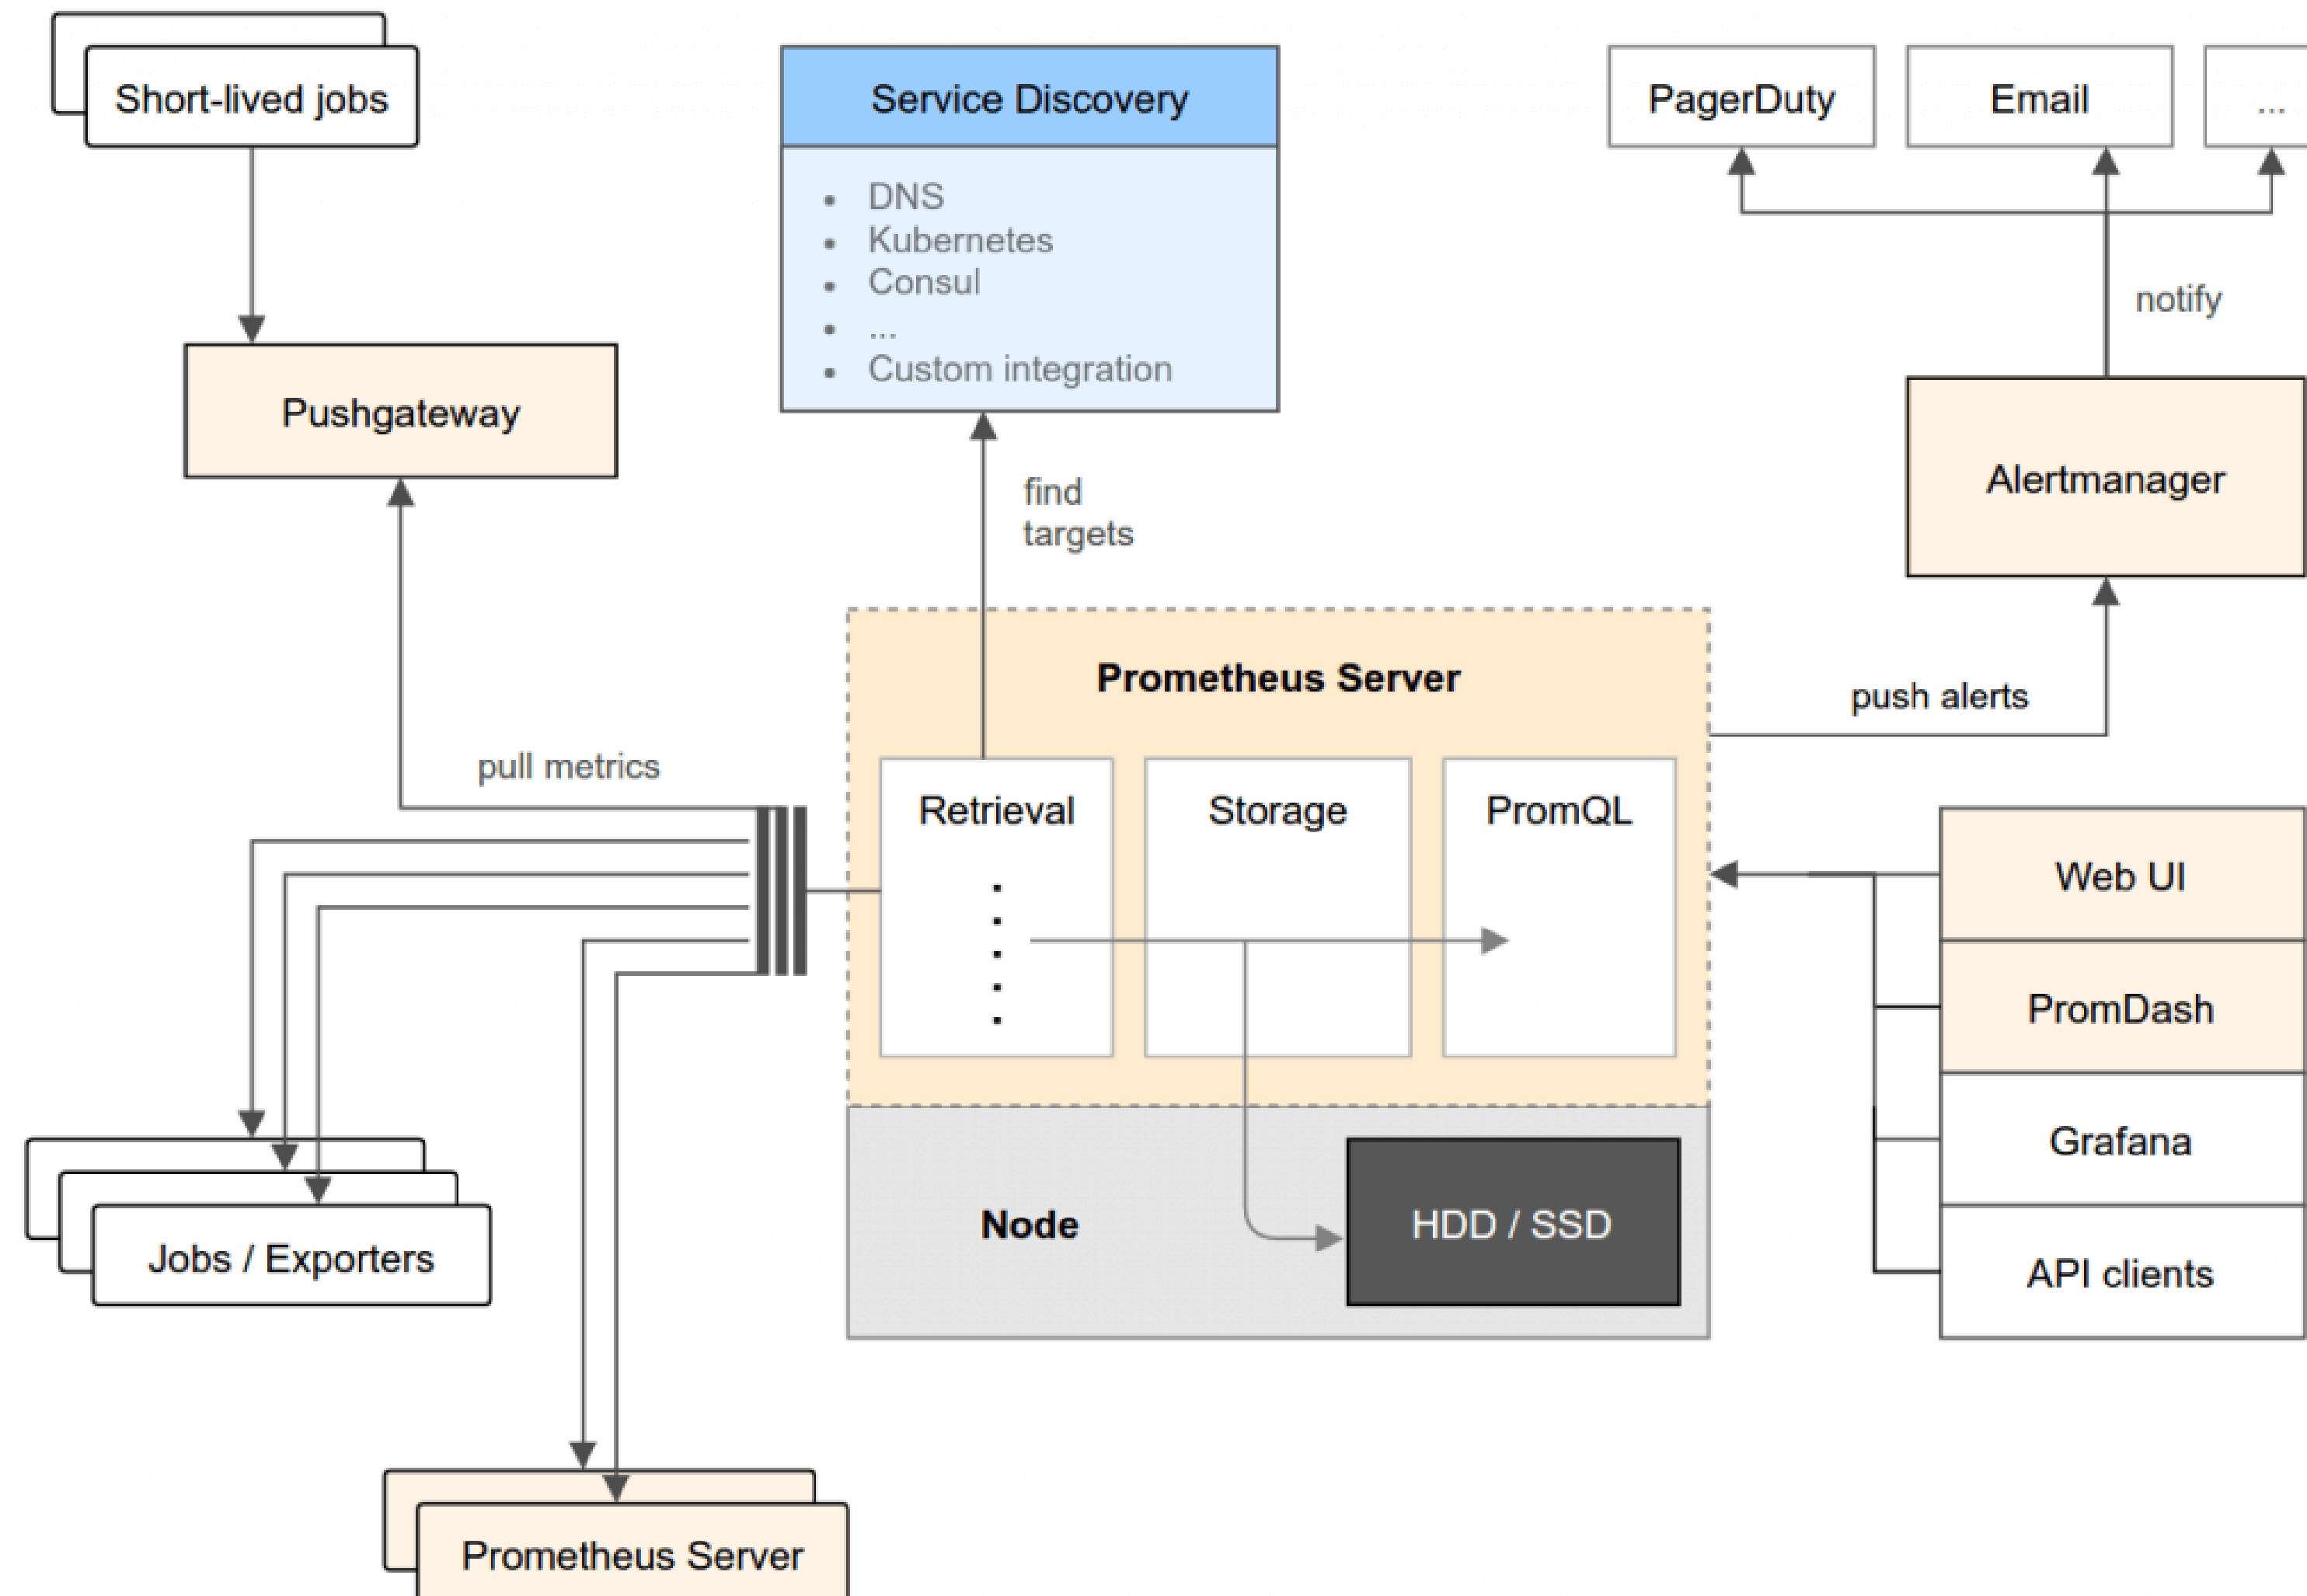 Short-lived jobs
Service Discovery
PagerDuty
Email
...
• DNS
• Kubernetes
• Consul
• ...
• Custom integration
notify
Pushgateway
Alertmanager
find
targets
Prometheus Server
push alerts
pull metrics
Retrieval
Storage
PromQL
Web UI
PromDash
Grafana
API clients
Node
HDD / SSD
Jobs / Exporters
Prometheus Server